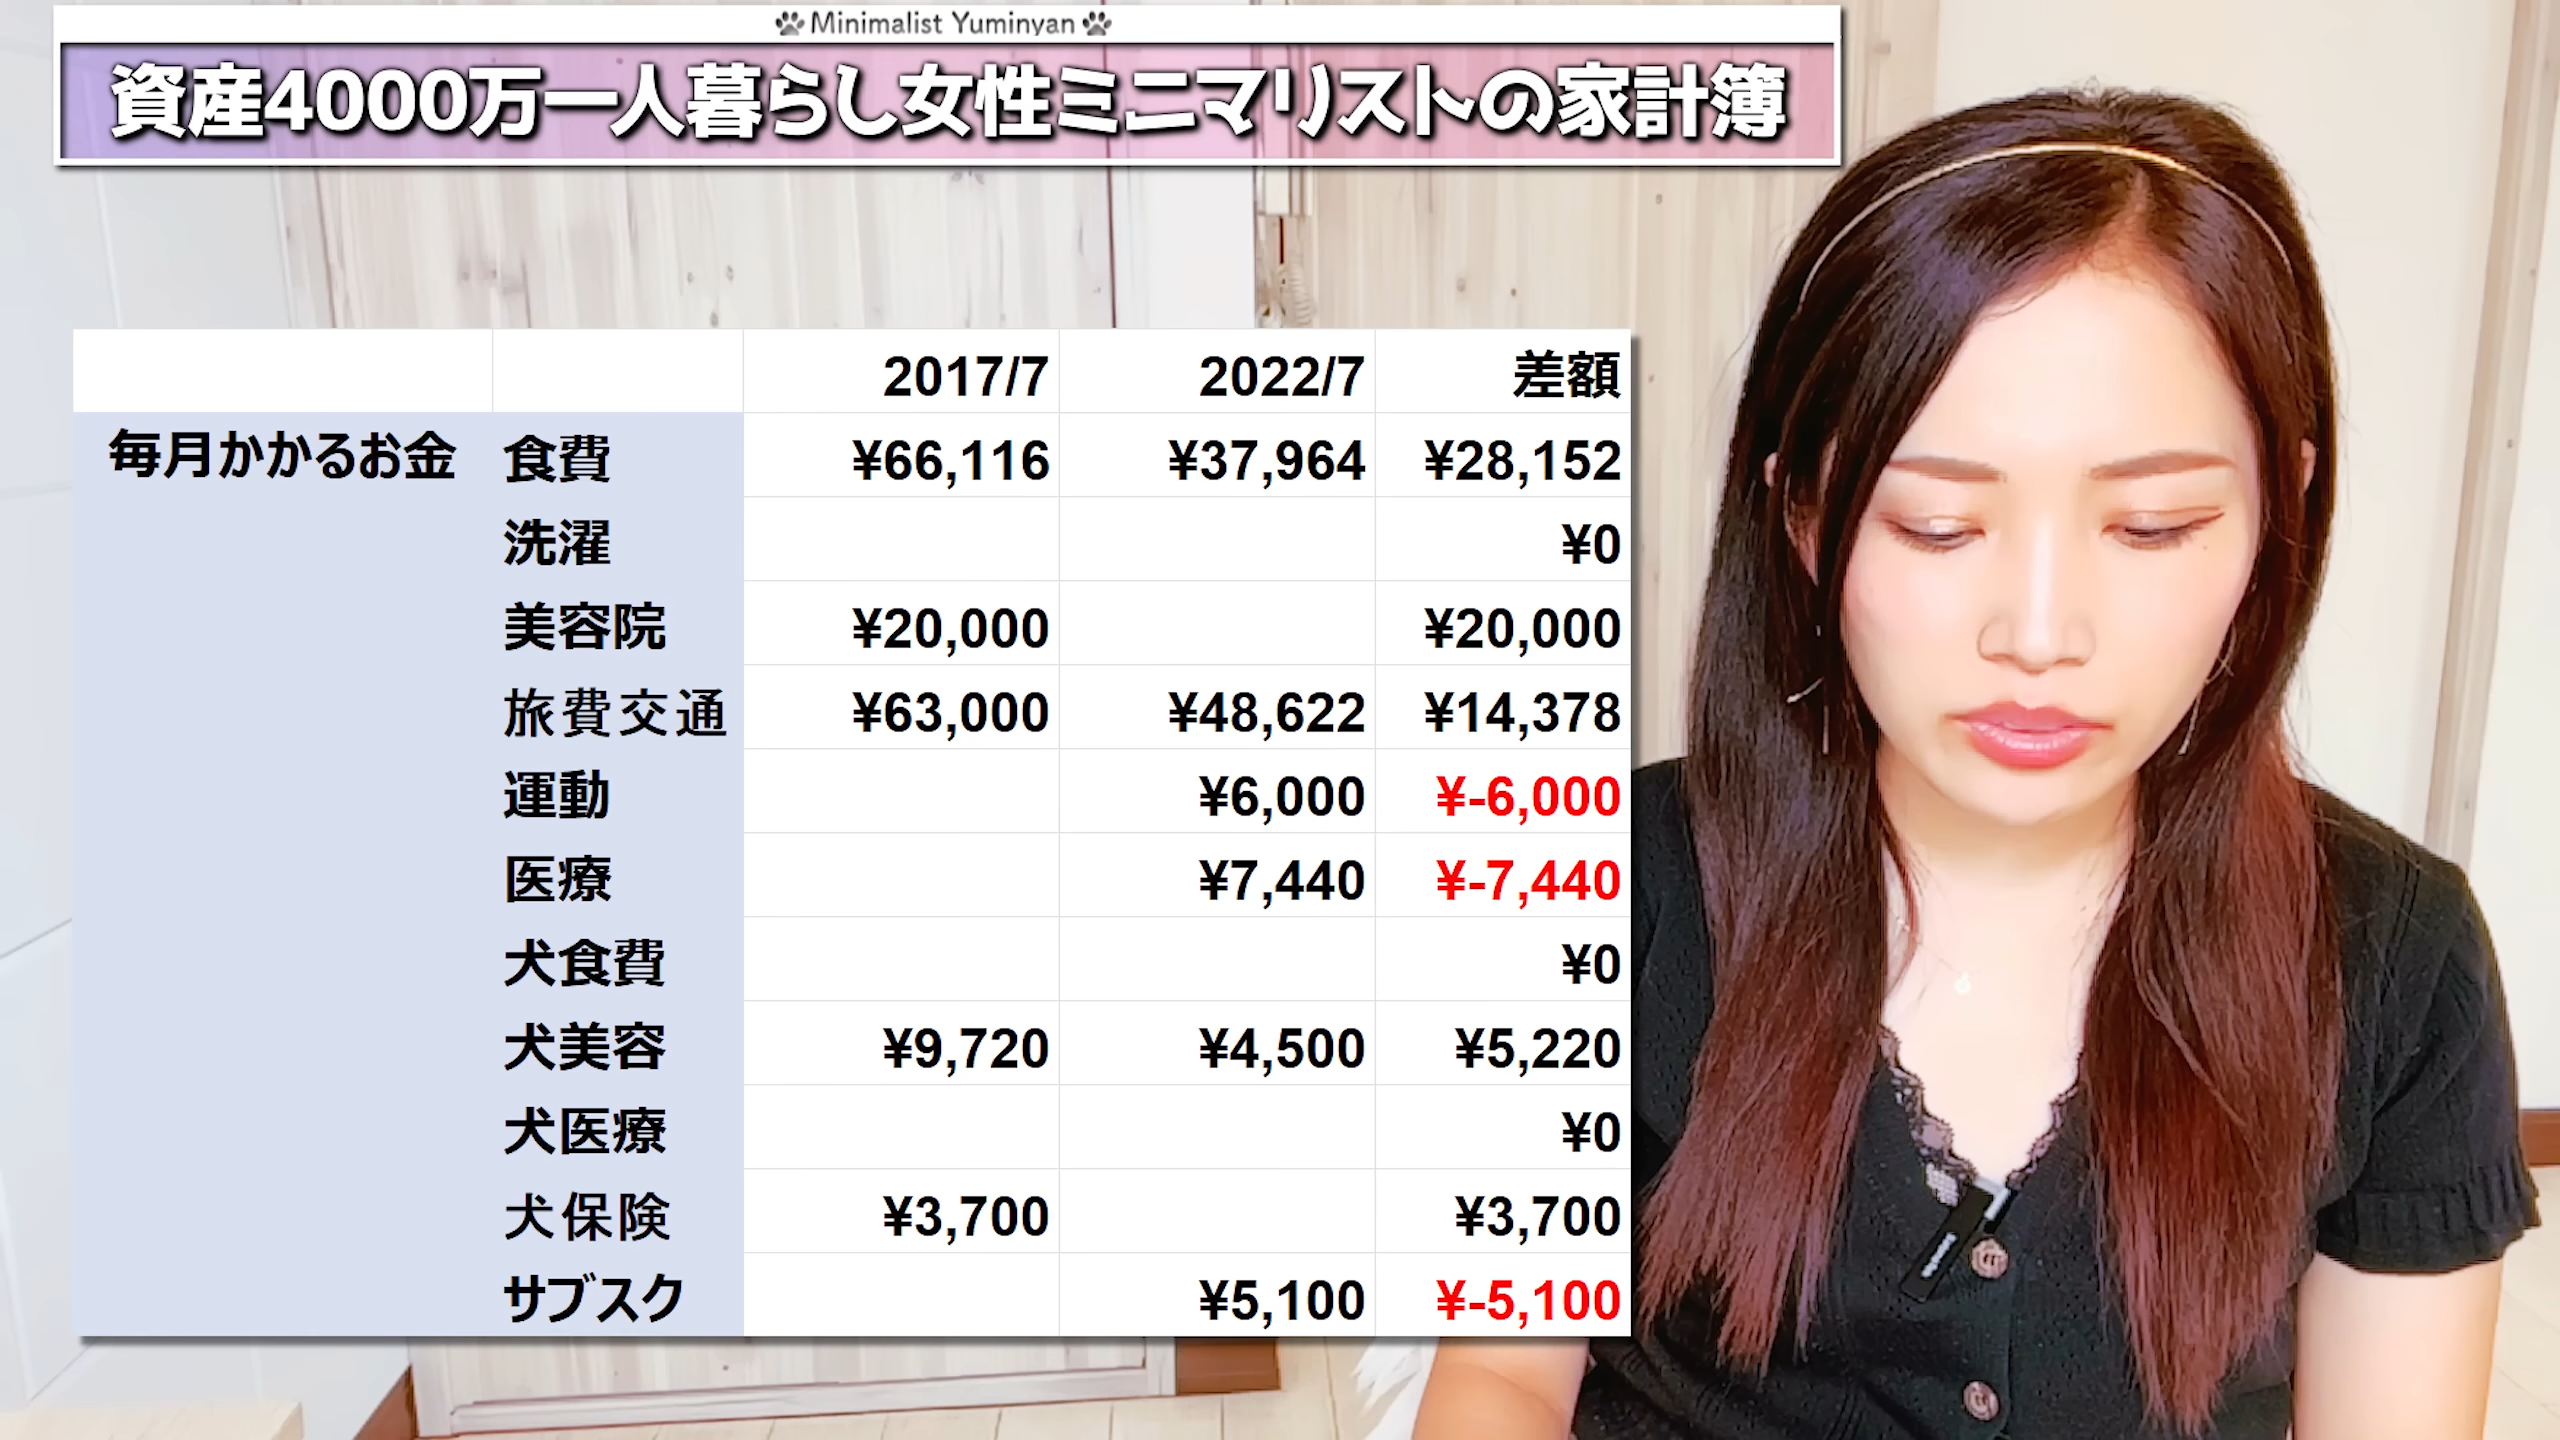 Minimalist Yuminyan
資産4000万一人暮らし女性ミニマリストの家計簿
2017/7 2022/7 差額
毎月かかるお金 食費 ¥66,116 ¥37,964 ¥28,152
洗濯 ¥0
美容院 ¥20,000 ¥20,000
旅費交通 ¥63,000 ¥48,622 ¥14,378
運動 ¥6,000 ¥-6,000
医療 ¥7,440 ¥-7,440
犬食費 ¥0
犬美容 ¥9,720 ¥4,500 ¥5,220
犬医療 ¥0
犬保険 ¥3,700 ¥3,700
サブスク ¥5,100 ¥-5,100